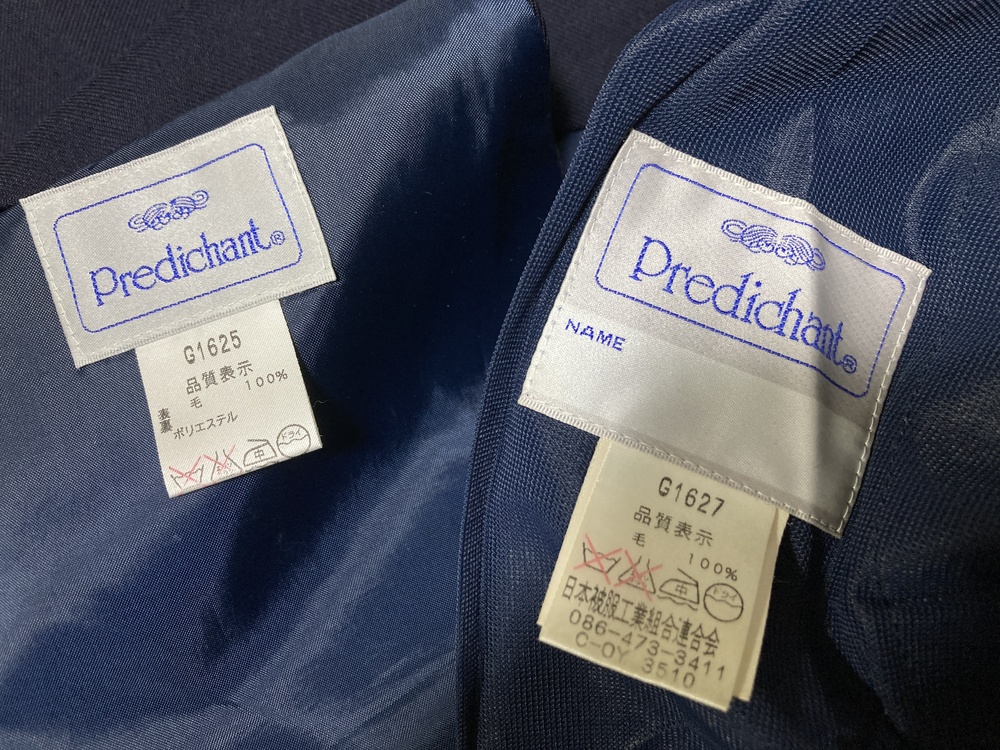 Predichant®
G1625
品質表示
表 毛 100%
裏 ポリエステル
中
ドライ
Predichant®
NAME
G1627
品質表示
毛 100%
中
ドライ
日本被服工業組合連合会
086-473-3411
C-OY 3510